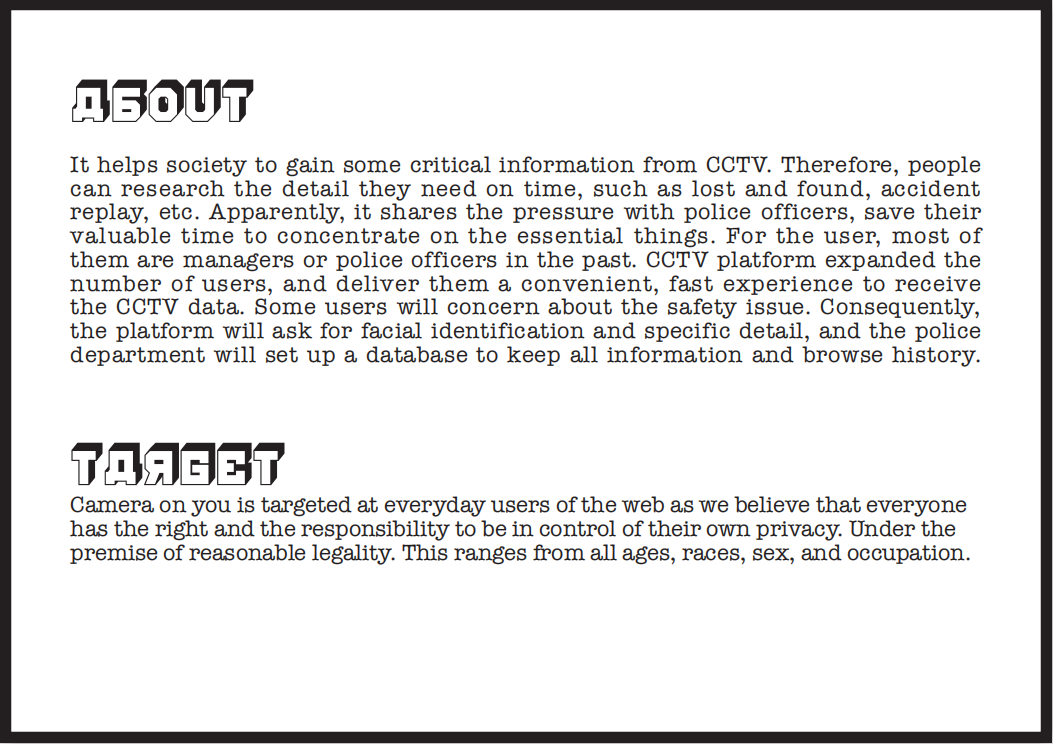 ABOUT
It helps society to gain some critical information from CCTV. Therefore, people
can research the detail they need on time, such as lost and found, accident
replay, etc. Apparently, it shares the pressure with police officers, save their
valuable time to concentrate on the essential things. For the user, most of
them are managers or police officers in the past. CCTV platform expanded the
number of users, and deliver them a convenient, fast experience to receive
the CCTV data. Some users will concern about the safety issue. Consequently,
the platform will ask for facial identification and specific detail, and the police
department will set up a database to keep all information and browse history.
TARGET
Camera on you is targeted at everyday users of the web as we believe that everyone
has the right and the responsibility to be in control of their own privacy. Under the
premise of reasonable legality. This ranges from all ages, races, sex, and occupation.